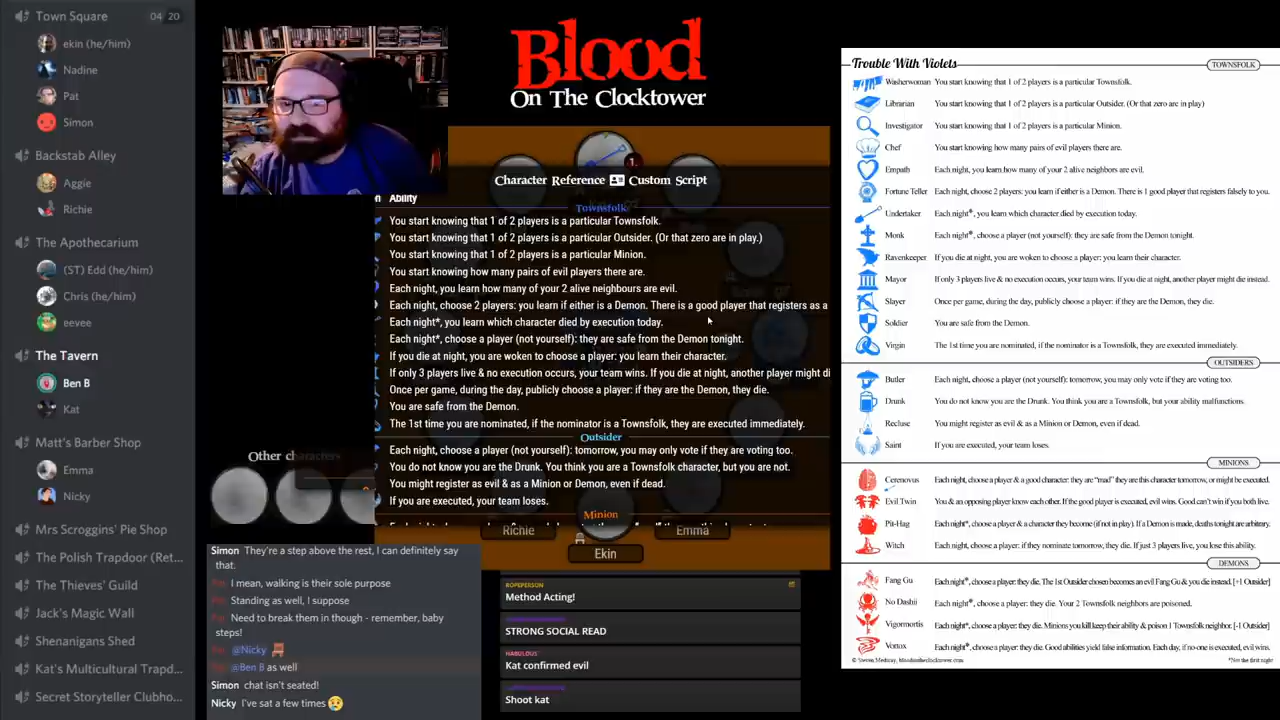 Town Square
04 20
ekin (he/him)
Nadine
Pat
Simon
Backstab Alley
Aggie
Richie
The Apothecarium
(ST) Edd (he/him)
Chris (he/him)
eevee
The Tavern
Ben B
Kat
Matt's Barber Shop
Emma
Nicky
Mrs Scroggins' Pie Shop
The Polish Trapdoor (Ret...
The Thieves' Guild
Jack's Magic Wall
Shenanigans Shed
Kat's Multicultural Trapd...
Secret Storyteller Clubho...
Blood
On The Clocktower
Character Reference Custom Script
Ability
Townsfolk
You start knowing that 1 of 2 players is a particular Townsfolk.
You start knowing that 1 of 2 players is a particular Outsider. (Or that zero are in play.)
You start knowing that 1 of 2 players is a particular Minion.
You start knowing how many pairs of evil players there are.
Each night, you learn how many of your 2 alive neighbours are evil.
Each night, choose 2 players: you learn if either is a Demon. There is a good player that registers as a
Each night*, you learn which character died by execution today.
Each night*, choose a player (not yourself): they are safe from the Demon tonight.
If you die at night, you are woken to choose a player: you learn their character.
If only 3 players live & no execution occurs, your team wins. If you die at night, another player might di
Once per game, during the day, publicly choose a player: if they are the Demon, they die.
You are safe from the Demon.
The 1st time you are nominated, if the nominator is a Townsfolk, they are executed immediately.
Outsider
Each night, choose a player (not yourself): tomorrow, you may only vote if they are voting too.
You do not know you are the Drunk. You think you are a Townsfolk character, but you are not.
You might register as evil & as a Minion or Demon, even if dead.
If you are executed, your team loses.
Minion
Other characters
Richie
Emma
Ekin
Simon They're a step above the rest, I can definitely say
that.
I mean, walking is their sole purpose
Standing as well, I suppose
Need to break them in though - remember, baby
steps!
@Nicky
@Ben B as well
Simon chat isn't seated!
Nicky I've sat a few times
ROPEPERSON
Method Acting!
STRONG SOCIAL READ
NABULOUS
Kat confirmed evil
Shoot kat
Trouble With Violets
TOWNSFOLK
Washerwoman You start knowing that 1 of 2 players is a particular Townsfolk.
Librarian You start knowing that 1 of 2 players is a particular Outsider. (Or that zero are in play)
Investigator You start knowing that 1 of 2 players is a particular Minion.
Chef You start knowing how many pairs of evil players there are.
Empath Each night, you learn how many of your 2 alive neighbors are evil.
Fortune Teller Each night, choose 2 players: you learn if either is a Demon. There is 1 good player that registers falsely to you.
Undertaker Each night*, you learn which character died by execution today.
Monk Each night*, choose a player (not yourself): they are safe from the Demon tonight.
Ravenkeeper If you die at night, you are woken to choose a player: you learn their character.
Mayor If only 3 players live & no execution occurs, your team wins. If you die at night, another player might die instead.
Slayer Once per game, during the day, publicly choose a player: if they are the Demon, they die.
Soldier You are safe from the Demon.
Virgin The 1st time you are nominated, if the nominator is a Townsfolk, they are executed immediately.
OUTSIDERS
Butler Each night, choose a player (not yourself): tomorrow, you may only vote if they are voting too.
Drunk You do not know you are the Drunk. You think you are a Townsfolk, but your ability malfunctions.
Recluse You might register as evil & as a Minion or Demon, even if dead.
Saint If you are executed, your team loses.
MINIONS
Cerenovus Each night, choose a player & a good character: they are "mad" they are this character tomorrow, or might be executed.
Evil Twin You & an opposing player know each other. If the good player is executed, evil wins. Good can't win if you both live.
Pit-Hag Each night*, choose a player & a character they become (if not in play). If a Demon is made, deaths tonight are arbitrary.
Witch Each night, choose a player: if they nominate tomorrow, they die. If just 3 players live, you lose this ability.
DEMONS
Fang Gu Each night*, choose a player: they die. The 1st Outsider chosen becomes an evil Fang Gu & you die instead. [+1 Outsider]
No Dashii Each night*, choose a player: they die. Your 2 Townsfolk neighbors are poisoned.
Vigormortis Each night*, choose a player: they die. Minions you kill keep their ability & poison 1 Townsfolk neighbor. [-1 Outsider]
Vortox Each night*, choose a player: they die. Good abilities yield false information. Each day, if no-one is executed, evil wins.
© Steven Medway, bloodontheclocktower.com
*Not the first night